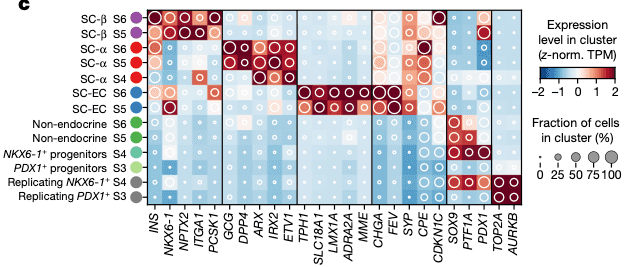 c
SC-β S6
SC-β S5
SC-α S6
SC-α S5
SC-α S4
SC-EC S6
SC-EC S5
Non-endocrine S6
Non-endocrine S5
NKX6-1+ progenitors S4
PDX1+ progenitors S3
Replicating NKX6-1+ S4
Replicating PDX1+ S3
INS
NKX6-1
NPTX2
ITGA1
PCSK1
GCG
DPP4
ARX
IRX2
ETV1
TPH1
SLC18A1
LMX1A
ADRA2A
MME
CHGA
FEV
SYP
CPE
CDKN1C
SOX9
PTF1A
PDX1
TOP2A
AURKB
Expression
level in cluster
(z-norm. TPM)
−2 −1 0 1 2
Fraction of cells
in cluster (%)
0 25 50 75 100